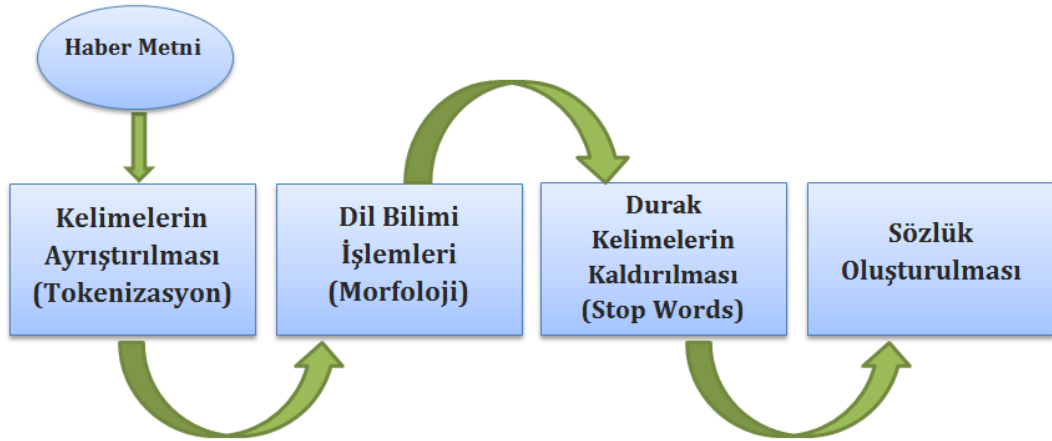 Haber Metni
Kelimelerin
Ayrıştırılması
(Tokenizasyon)
Dil Bilimi
İşlemleri
(Morfoloji)
Durak
Kelimelerin
Kaldırılması
(Stop Words)
Sözlük
Oluşturulması